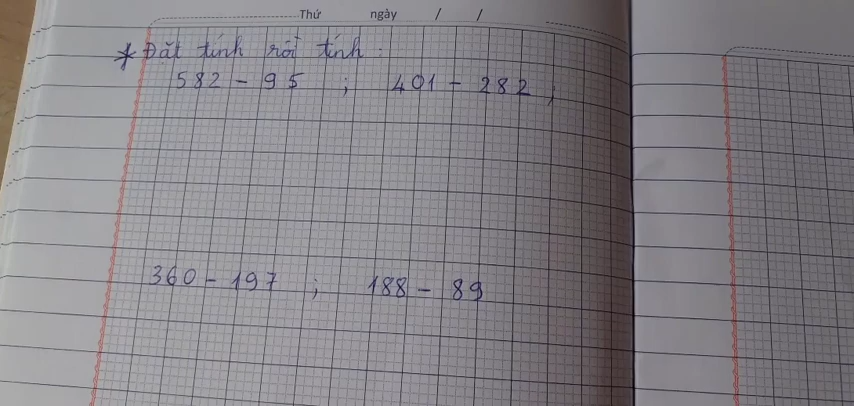 Thứ ngày / /
* Đặt tính rồi tính :
582 - 95 ; 401 - 282 ;
360 - 197 ; 188 - 89